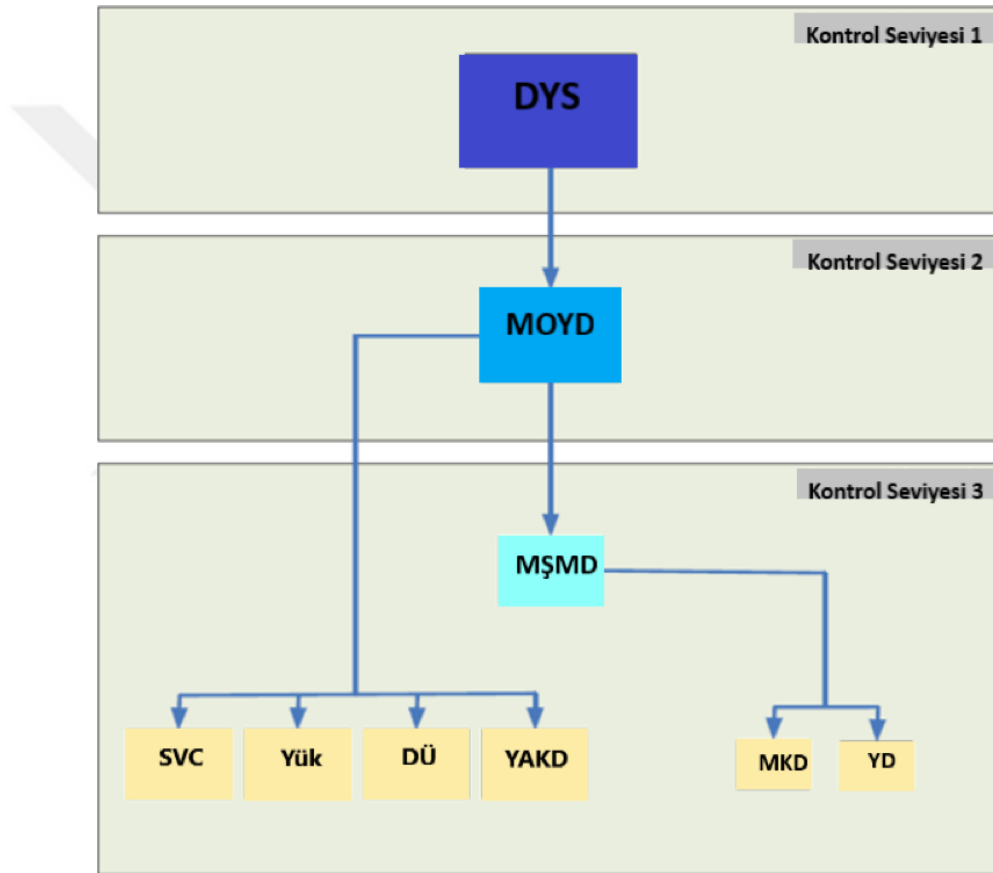 Kontrol Seviyesi 1
DYS
Kontrol Seviyesi 2
MOYD
Kontrol Seviyesi 3
MŞMD
SVC
Yük
DÜ
YAKD
MKD
YD